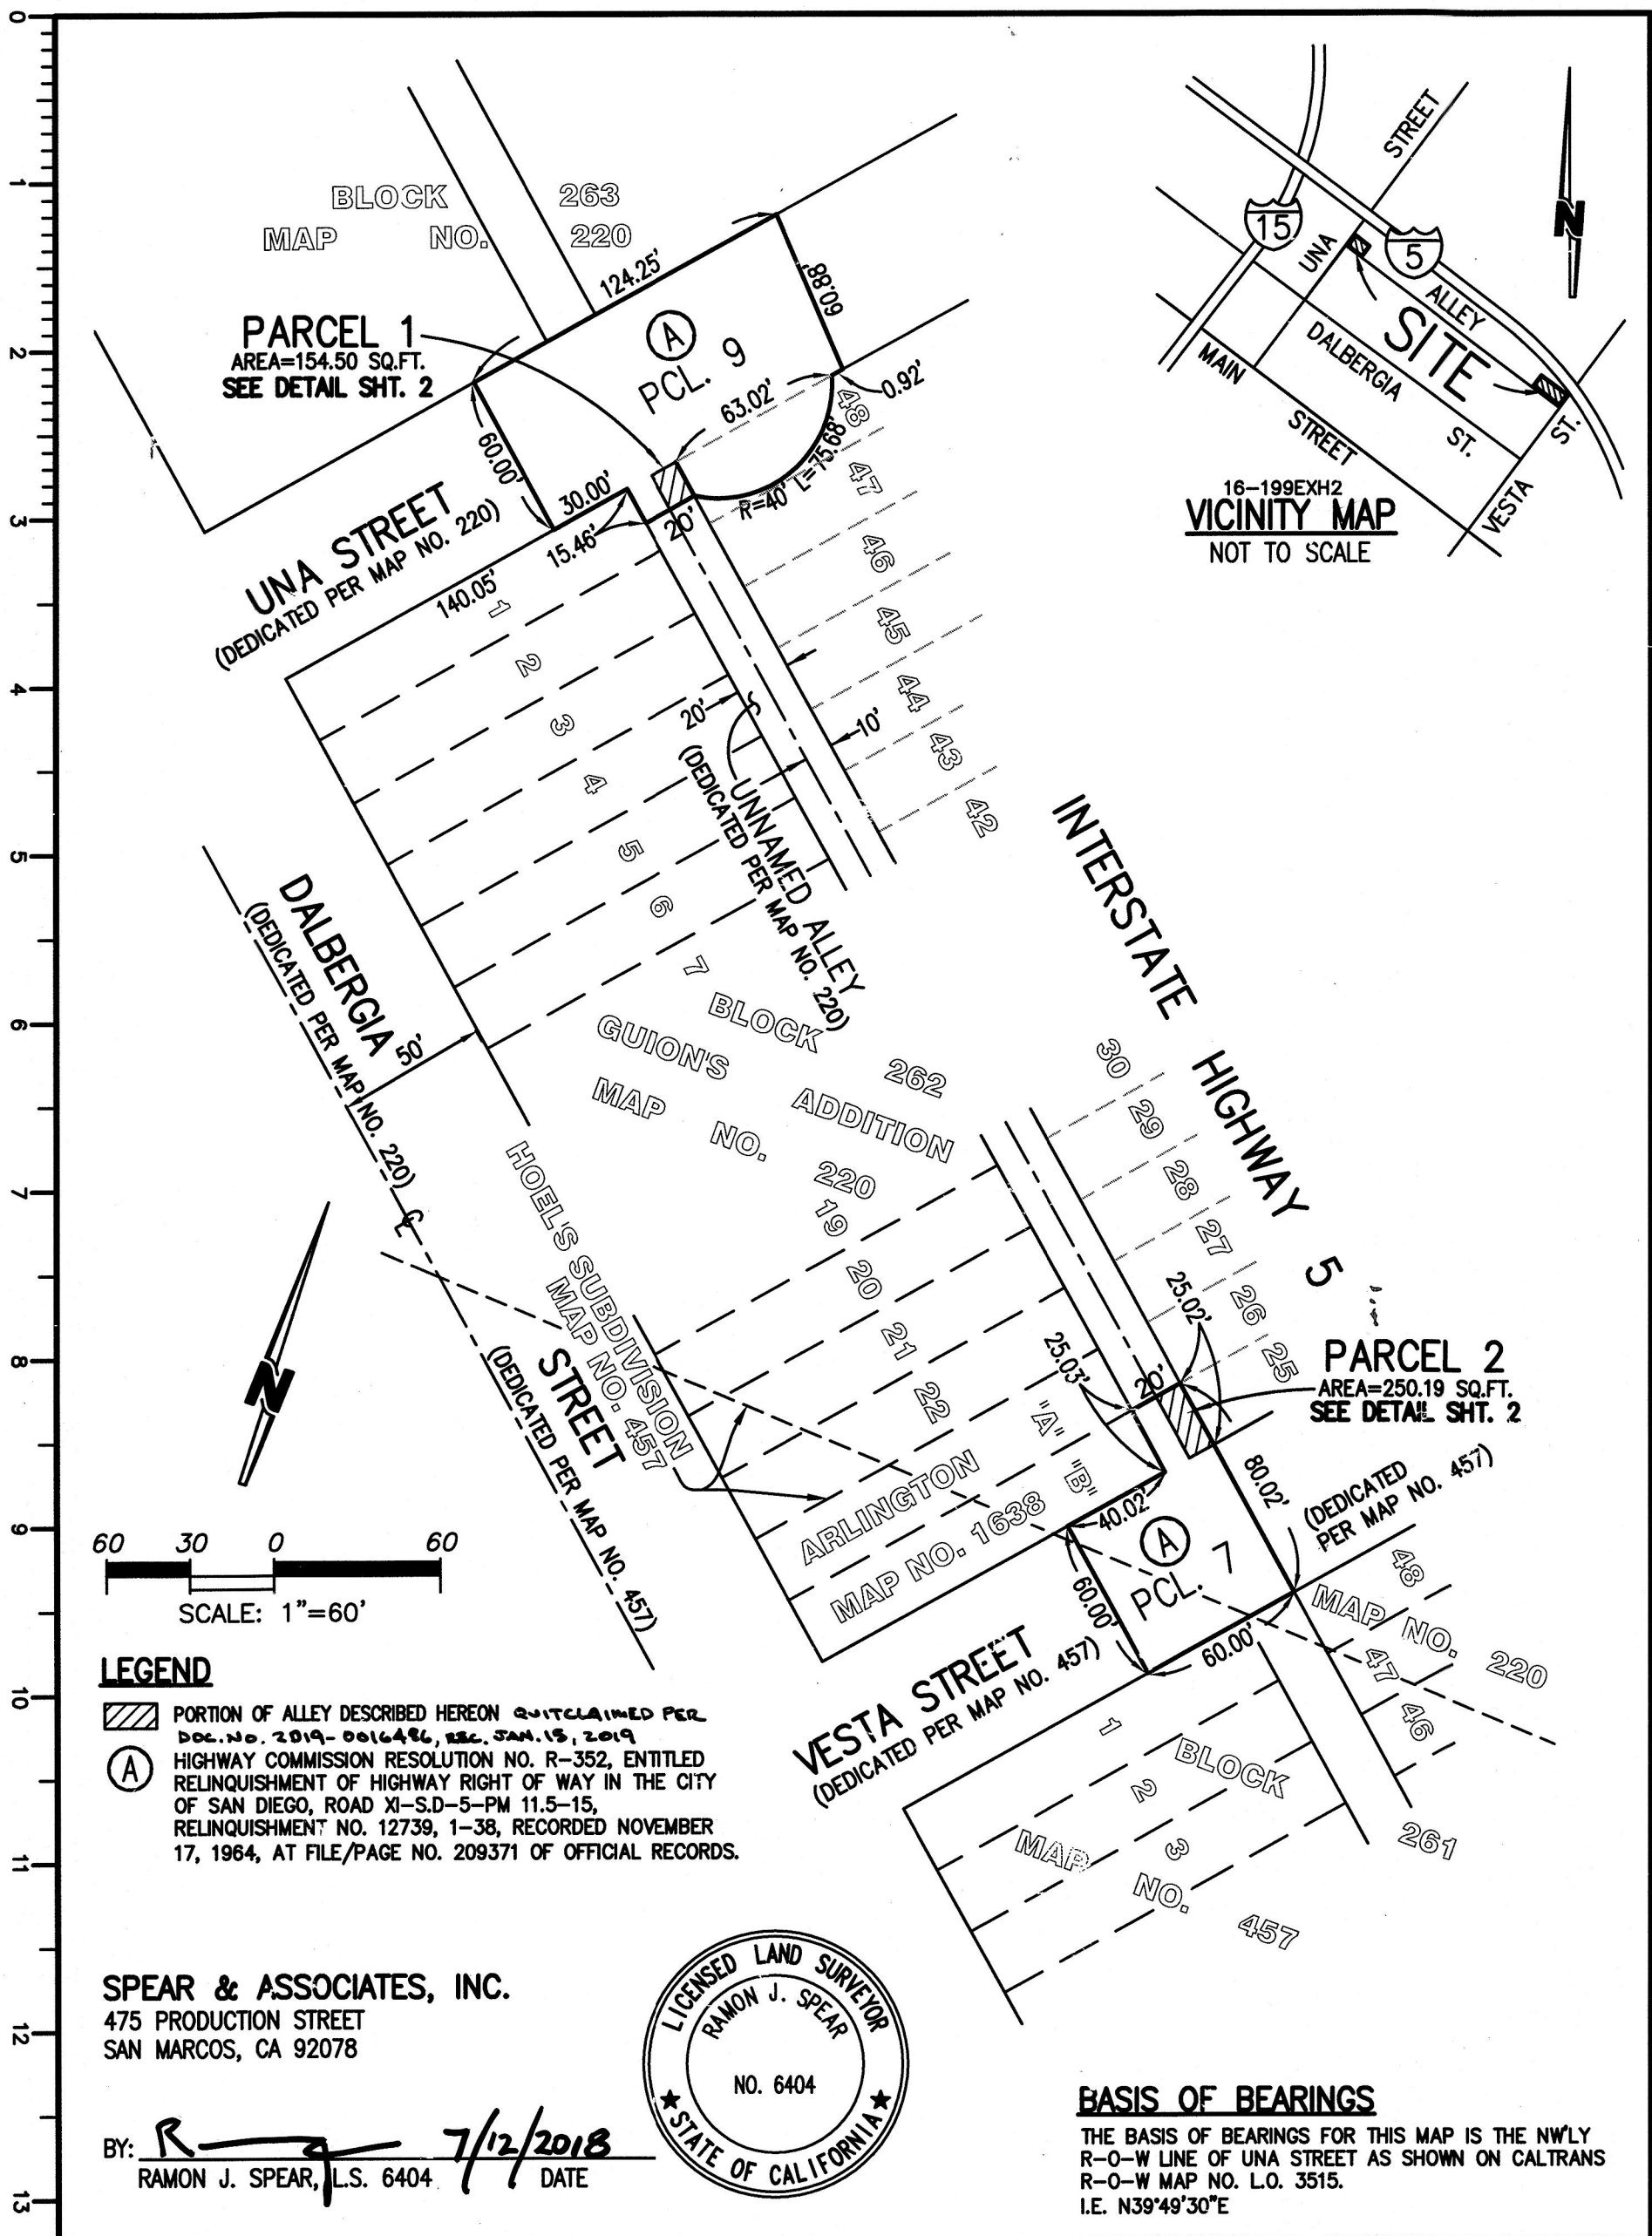 0
1
2
3
4
5
6
7
8
9
10
11
12
13
BLOCK 263
MAP NO. 220
124.25'
60.88'
PARCEL 1
AREA=154.50 SQ.FT.
SEE DETAIL SHT. 2
A
PCL. 9
63.02'
0.92'
60.00'
30.00'
15.46'
20'
R=40' L=75.68'
UNA STREET
(DEDICATED PER MAP NO. 220)
140.05'
48
47
46
45
44
43
42
1
2
3
4
5
6
7
20'
10'
UNNAMED ALLEY
(DEDICATED PER MAP NO. 220)
15
5
UNA STREET
ALLEY
SITE
DALBERGIA ST.
MAIN STREET
VESTA ST.
N
16-199EXH2
VICINITY MAP
NOT TO SCALE
DALBERGIA
(DEDICATED PER MAP NO. 220)
50'
BLOCK 262
GUION'S ADDITION
MAP NO. 220
INTERSTATE HIGHWAY 5
30
29
28
27
26
25
19
20
21
22
"A"
"B"
HOEL'S SUBDIVISION
MAP NO. 457
STREET
(DEDICATED PER MAP NO. 457)
ARLINGTON
MAP NO. 1638
25.02'
25.03'
20'
PARCEL 2
AREA=250.19 SQ.FT.
SEE DETAIL SHT. 2
80.02'
(DEDICATED
PER MAP NO. 457)
40.02'
A
PCL. 7
60.00'
60.00'
VESTA STREET
(DEDICATED PER MAP NO. 457)
48
47
46
MAP NO. 220
1
2
3
BLOCK 261
MAP NO. 457
N
60 30 0 60
SCALE: 1"=60'
LEGEND
PORTION OF ALLEY DESCRIBED HEREON QUITCLAIMED PER
DOC. NO. 2019-0016486, REC. JAN. 15, 2019
A
HIGHWAY COMMISSION RESOLUTION NO. R-352, ENTITLED
RELINQUISHMENT OF HIGHWAY RIGHT OF WAY IN THE CITY
OF SAN DIEGO, ROAD XI-S.D-5-PM 11.5-15,
RELINQUISHMENT NO. 12739, 1-38, RECORDED NOVEMBER
17, 1964, AT FILE/PAGE NO. 209371 OF OFFICIAL RECORDS.
SPEAR & ASSOCIATES, INC.
475 PRODUCTION STREET
SAN MARCOS, CA 92078
BY: 7/12/2018
RAMON J. SPEAR, L.S. 6404 DATE
LICENSED LAND SURVEYOR
RAMON J. SPEAR
NO. 6404
STATE OF CALIFORNIA
BASIS OF BEARINGS
THE BASIS OF BEARINGS FOR THIS MAP IS THE NW'LY
R-O-W LINE OF UNA STREET AS SHOWN ON CALTRANS
R-O-W MAP NO. L.O. 3515.
I.E. N39°49'30"E